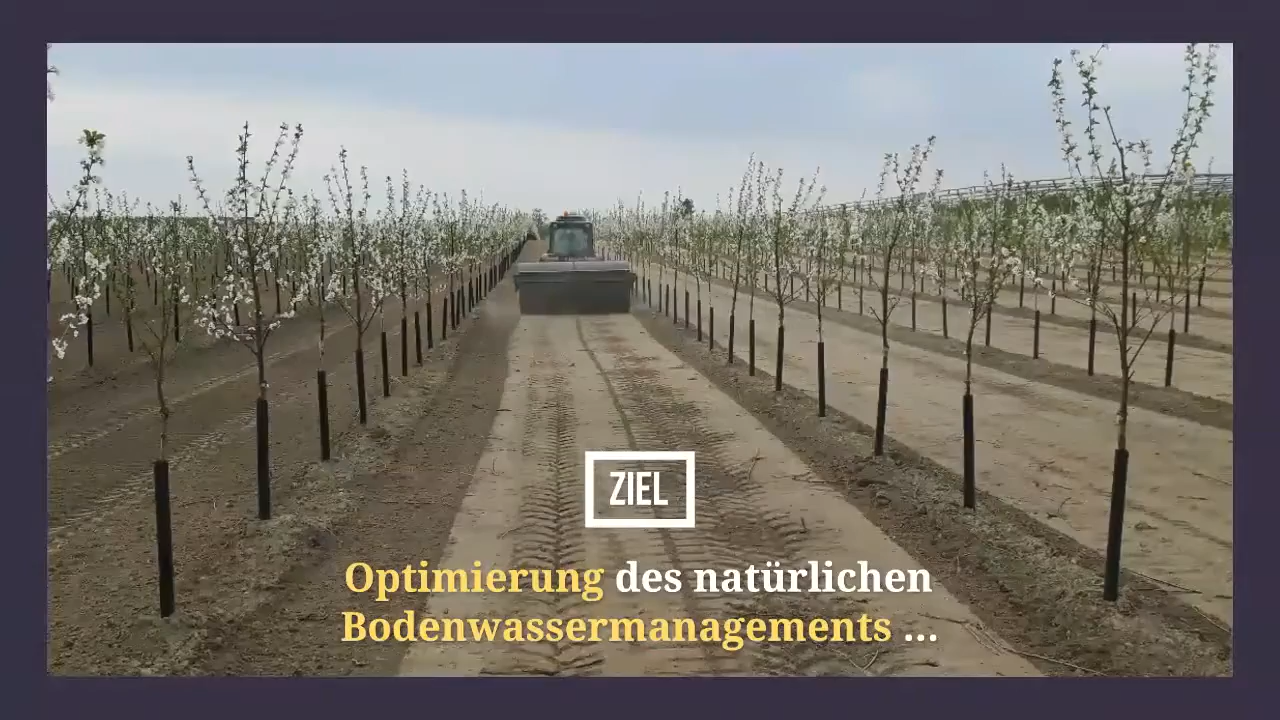 ZIEL
Optimierung des natürlichen
Bodenwassermanagements ...